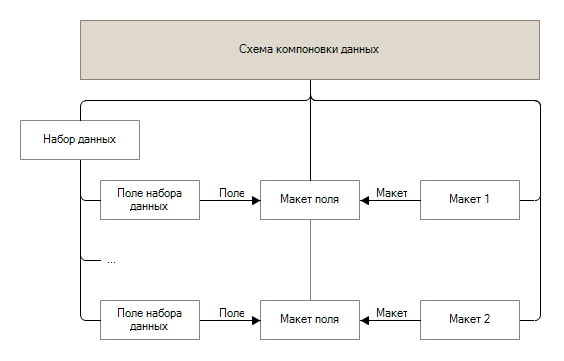 Схема компоновки данных
Набор данных
Поле набора
данных
Поле
Макет поля
Макет
Макет 1
...
Поле набора
данных
Поле
Макет поля
Макет
Макет 2